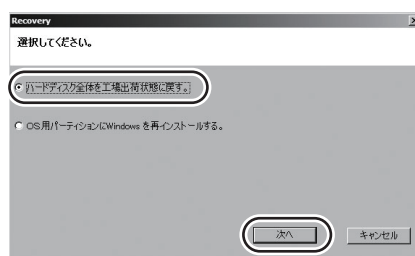 Recovery
選択してください。
ハードディスク全体を工場出荷状態に戻す。
OS用パーティションにWindows を再インストールする。
次へ
キャンセル